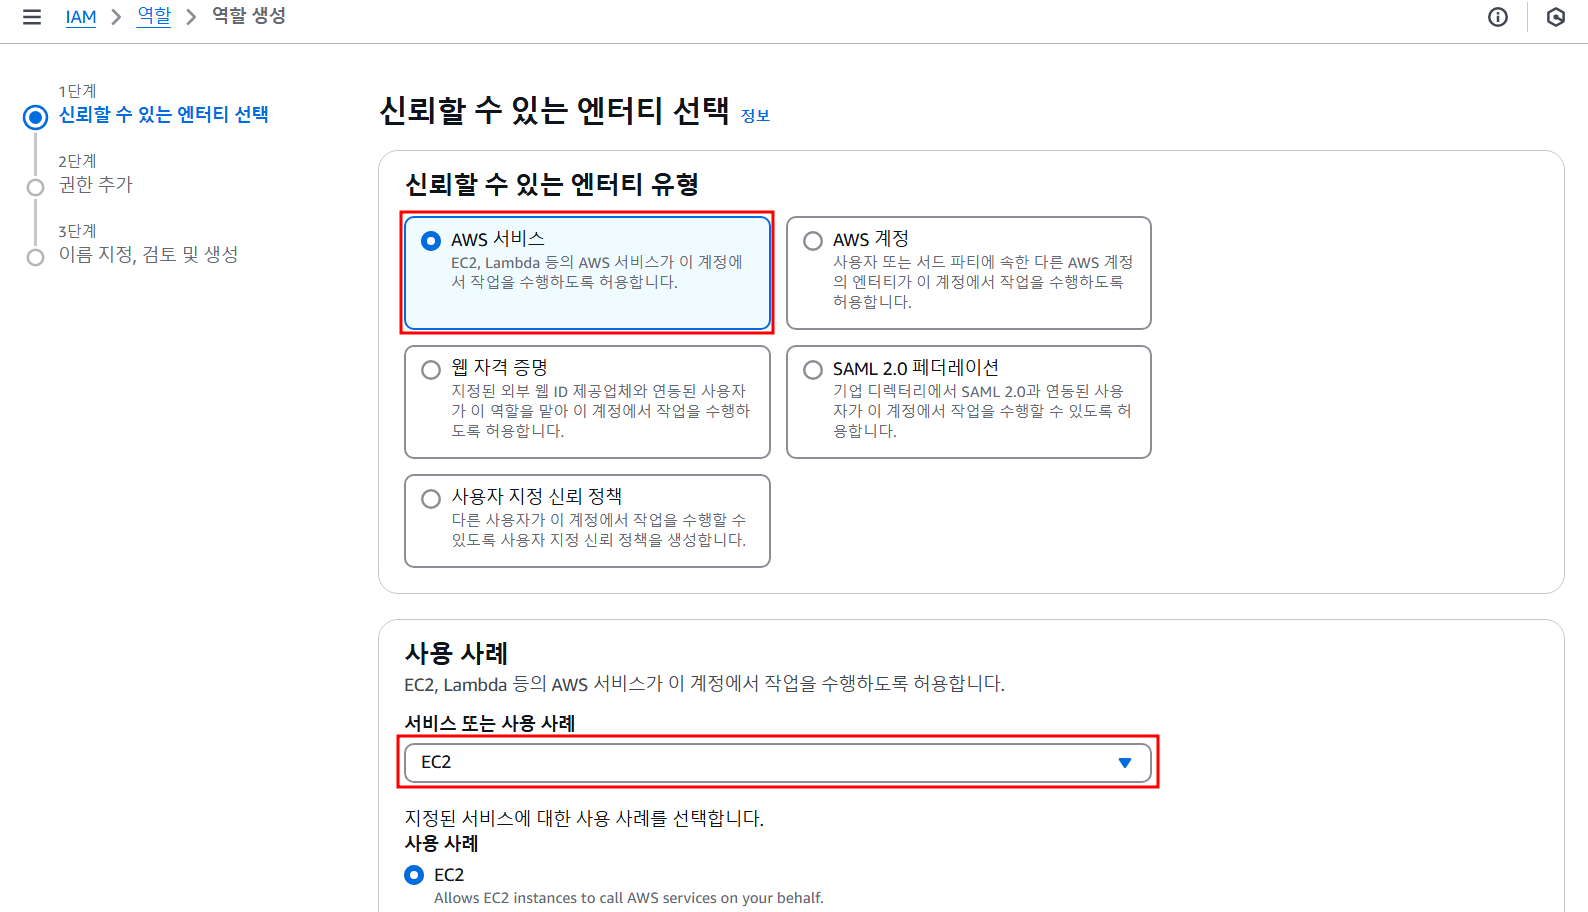 IAM > 역할 > 역할 생성
1단계
신뢰할 수 있는 엔터티 선택
2단계
권한 추가
3단계
이름 지정, 검토 및 생성
신뢰할 수 있는 엔터티 선택 정보
신뢰할 수 있는 엔터티 유형
AWS 서비스
EC2, Lambda 등의 AWS 서비스가 이 계정에
서 작업을 수행하도록 허용합니다.
AWS 계정
사용자 또는 서드 파티에 속한 다른 AWS 계정
의 엔터티가 이 계정에서 작업을 수행하도록
허용합니다.
웹 자격 증명
지정된 외부 웹 ID 제공업체와 연동된 사용자
가 이 역할을 맡아 이 계정에서 작업을 수행하
도록 허용합니다.
SAML 2.0 페더레이션
기업 디렉터리에서 SAML 2.0과 연동된 사용
자가 이 계정에서 작업을 수행할 수 있도록 허
용합니다.
사용자 지정 신뢰 정책
다른 사용자가 이 계정에서 작업을 수행할 수
있도록 사용자 지정 신뢰 정책을 생성합니다.
사용 사례
EC2, Lambda 등의 AWS 서비스가 이 계정에서 작업을 수행하도록 허용합니다.
서비스 또는 사용 사례
EC2
지정된 서비스에 대한 사용 사례를 선택합니다.
사용 사례
EC2
Allows EC2 instances to call AWS services on your behalf.